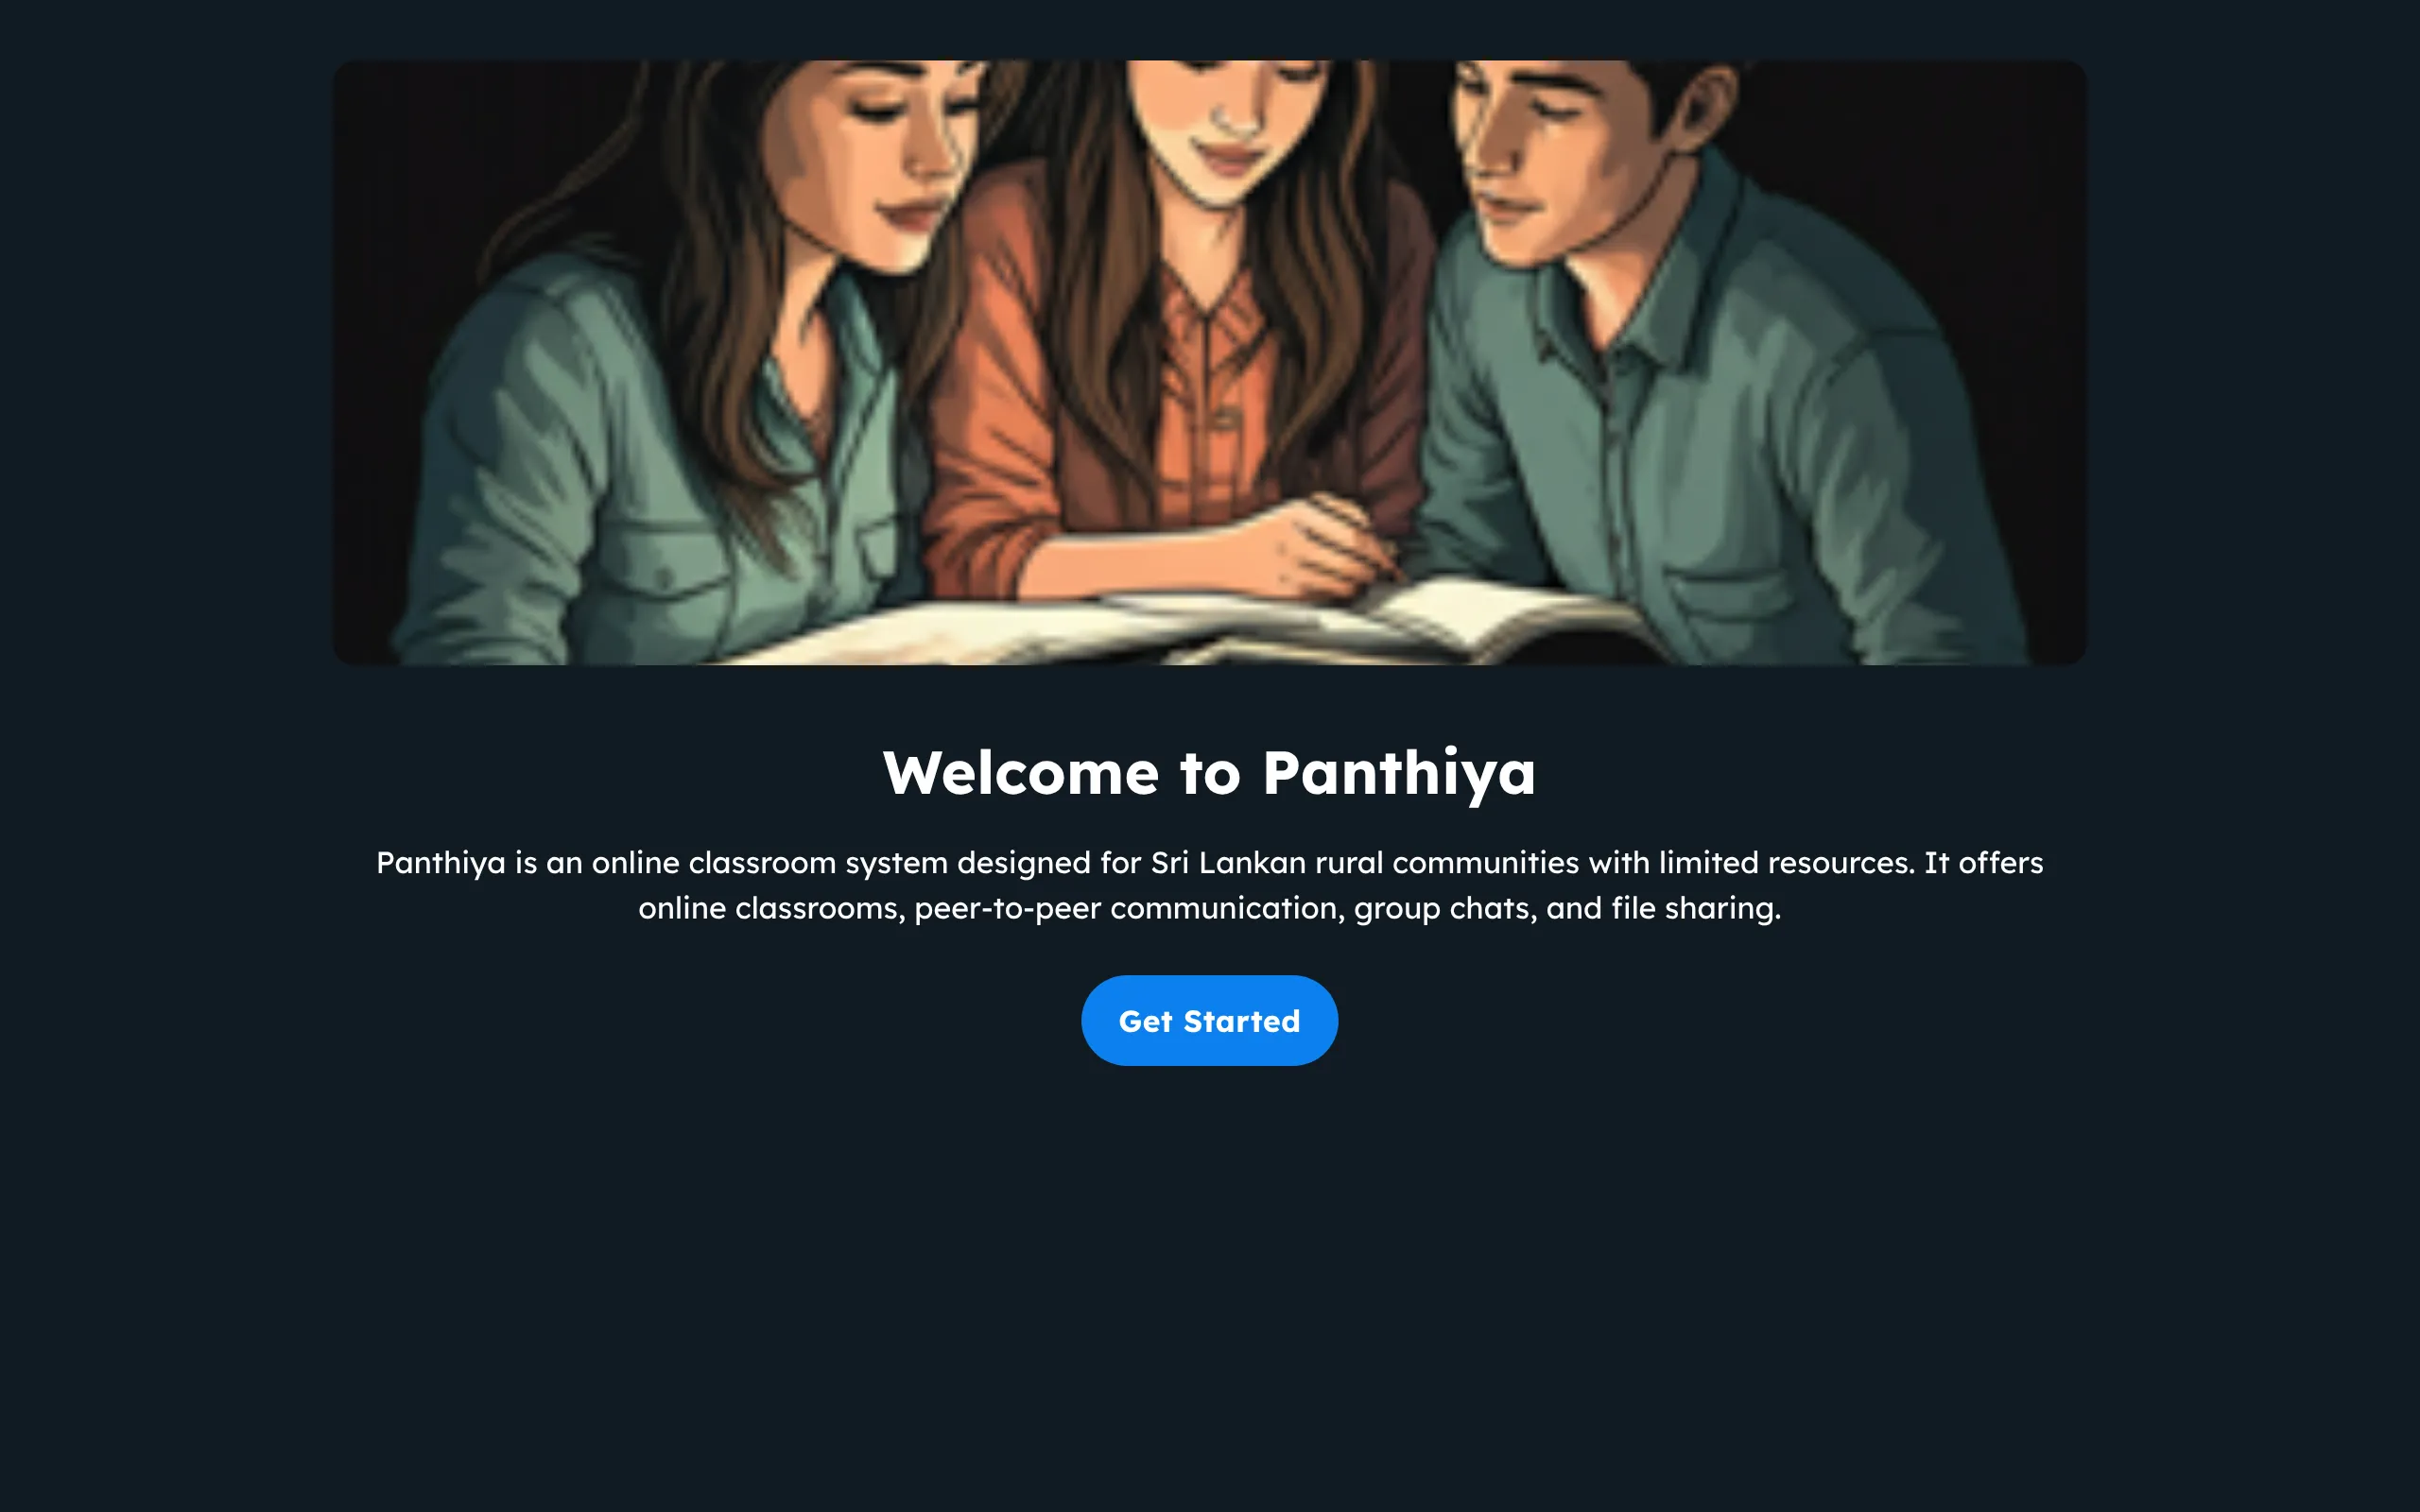 Welcome to Panthiya
Panthiya is an online classroom system designed for Sri Lankan rural communities with limited resources. It offers
online classrooms, peer-to-peer communication, group chats, and file sharing.
Get Started